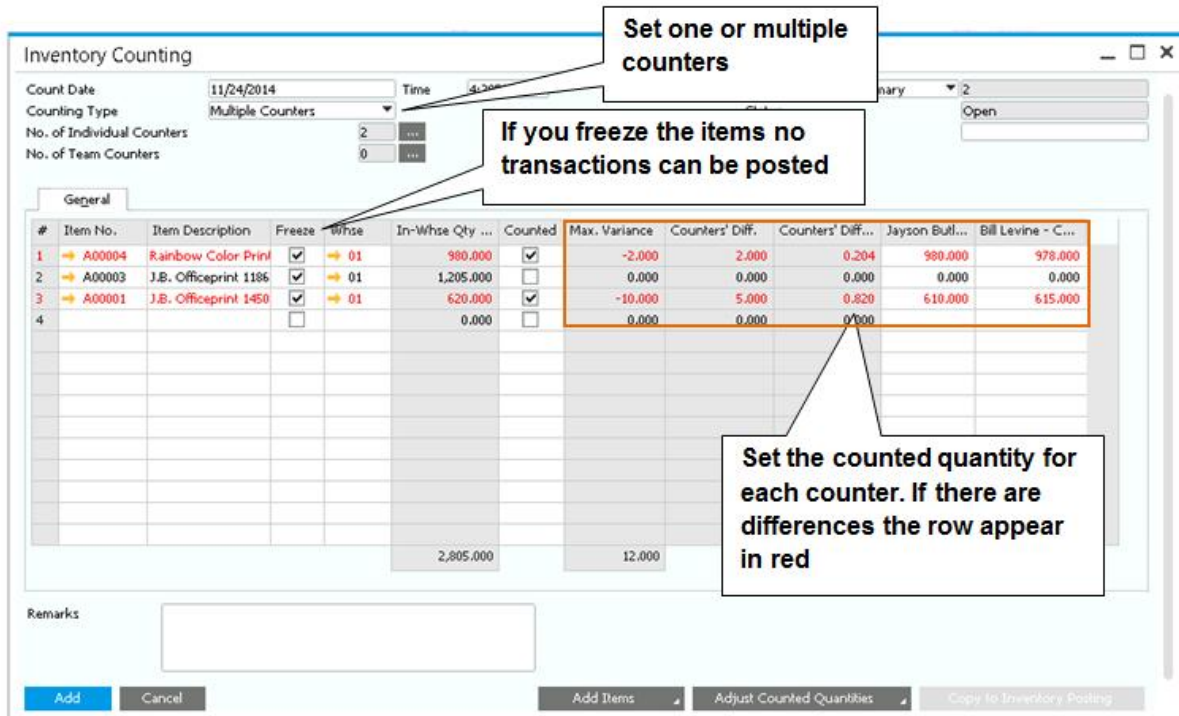 Set one or multiple
counters
Inventory Counting
Count Date 11/24/2014 Time
Counting Type Multiple Counters Open
No. of Individual Counters 2 ...
No. of Team Counters 0 ...
2
If you freeze the items no
transactions can be posted
General
# Item No. Item Description Freeze Whse In-Whse Qty ... Counted Max. Variance Counters' Diff. Counters' Diff... Jayson Butl... Bill Levine - C...
1 A00004 Rainbow Color Print 01 980.000 -2.000 2.000 0.204 980.000 978.000
2 A00003 J.B. Officeprint 1186 01 1,205.000 0.000 0.000 0.000 0.000 0.000
3 A00001 J.B. Officeprint 1450 01 620.000 -10.000 5.000 0.820 610.000 615.000
4 0.000 0.000 0.000 0.000
Set the counted quantity for
each counter. If there are
differences the row appear
in red
2,805.000 12.000
Remarks
Add Cancel Add Items Adjust Counted Quantities Copy to Inventory Posting